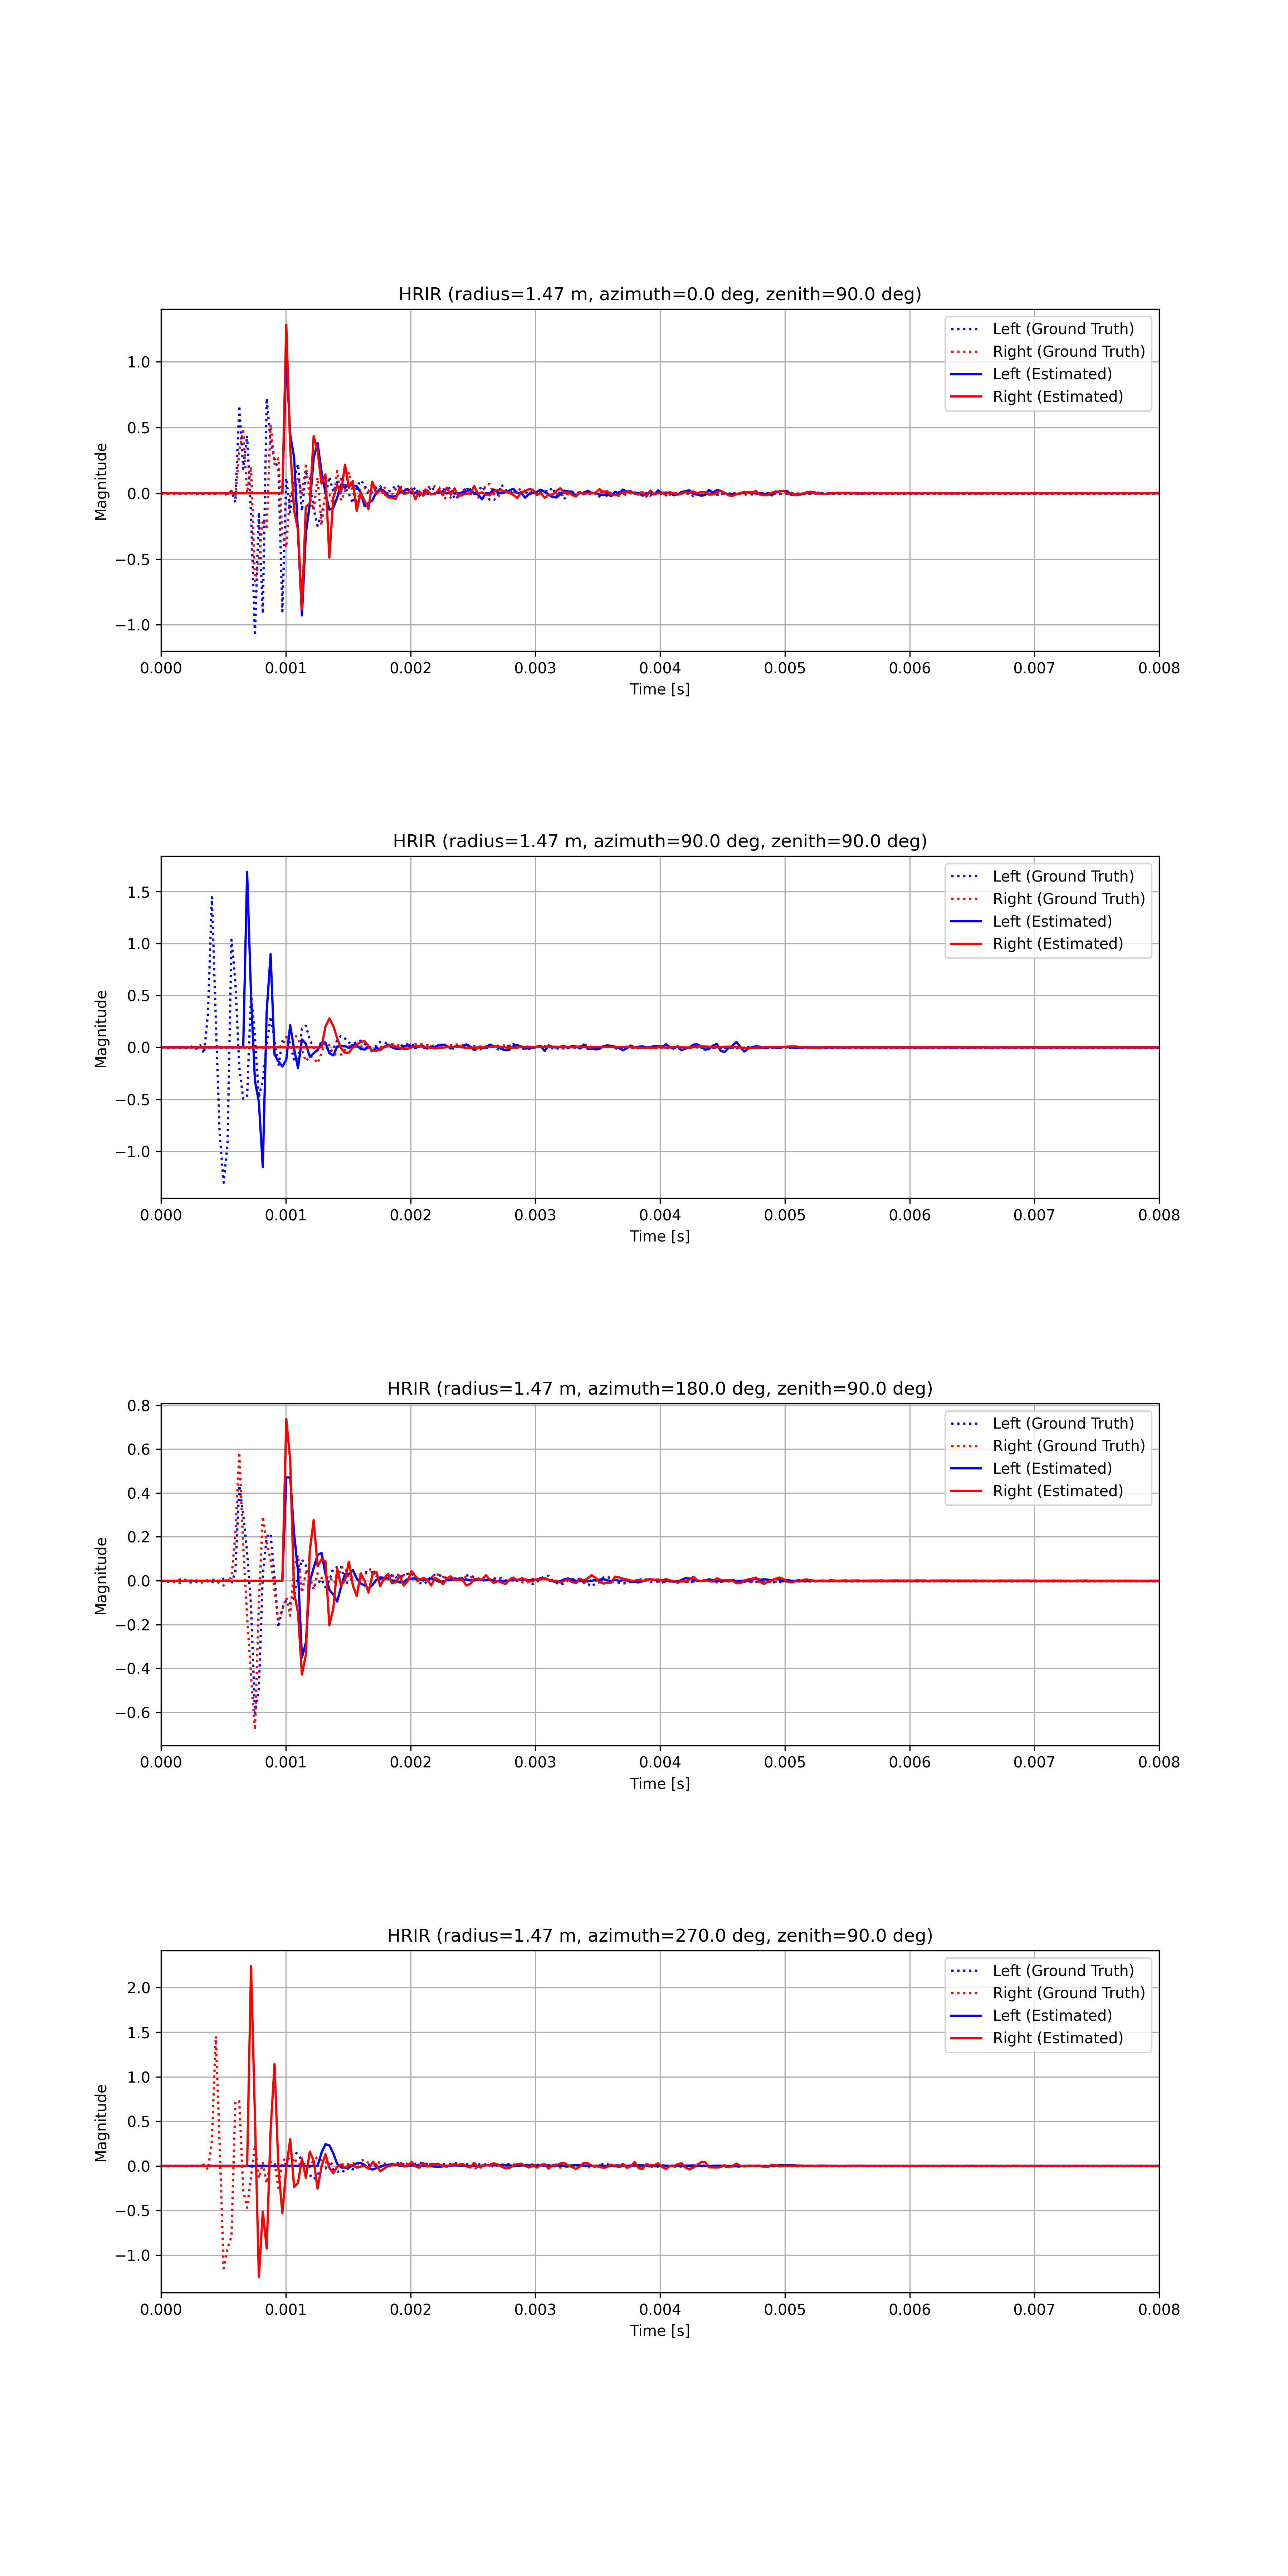 HRIR (radius=1.47 m, azimuth=0.0 deg, zenith=90.0 deg)
Left (Ground Truth)
Right (Ground Truth)
Left (Estimated)
Right (Estimated)
1.0
0.5
0.0
−0.5
−1.0
Magnitude
0.000 0.001 0.002 0.003 0.004 0.005 0.006 0.007 0.008
Time [s]
HRIR (radius=1.47 m, azimuth=90.0 deg, zenith=90.0 deg)
Left (Ground Truth)
Right (Ground Truth)
Left (Estimated)
Right (Estimated)
1.5
1.0
0.5
0.0
−0.5
−1.0
Magnitude
0.000 0.001 0.002 0.003 0.004 0.005 0.006 0.007 0.008
Time [s]
HRIR (radius=1.47 m, azimuth=180.0 deg, zenith=90.0 deg)
Left (Ground Truth)
Right (Ground Truth)
Left (Estimated)
Right (Estimated)
0.8
0.6
0.4
0.2
0.0
−0.2
−0.4
−0.6
Magnitude
0.000 0.001 0.002 0.003 0.004 0.005 0.006 0.007 0.008
Time [s]
HRIR (radius=1.47 m, azimuth=270.0 deg, zenith=90.0 deg)
Left (Ground Truth)
Right (Ground Truth)
Left (Estimated)
Right (Estimated)
2.0
1.5
1.0
0.5
0.0
−0.5
−1.0
Magnitude
0.000 0.001 0.002 0.003 0.004 0.005 0.006 0.007 0.008
Time [s]